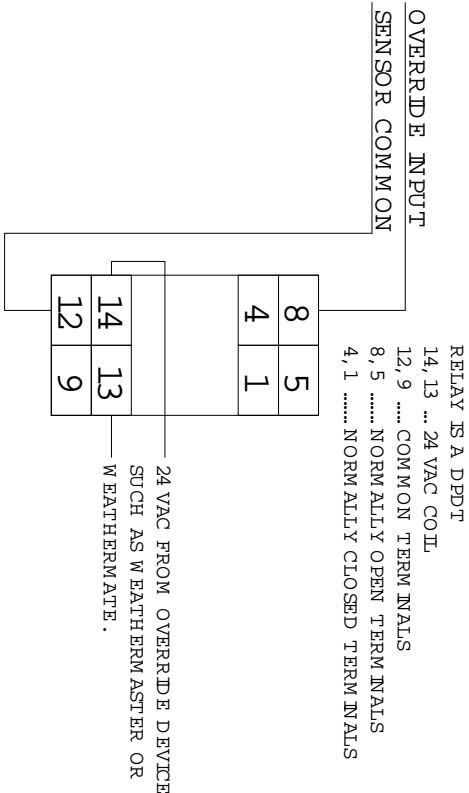 OVERRIDE INPUT
SENSOR COMMON
RELAY IS A DPDT
14, 13 ... 24 VAC COIL
12, 9 ..... COMMON TERMINALS
8, 5 ....... NORMALLY OPEN TERMINALS
4, 1 ....... NORMALLY CLOSED TERMINALS
8 5
4 1
14 13
12 9
24 VAC FROM OVERRIDE DEVICE
SUCH AS WEATHERMASTER OR
WEATHERMATE.